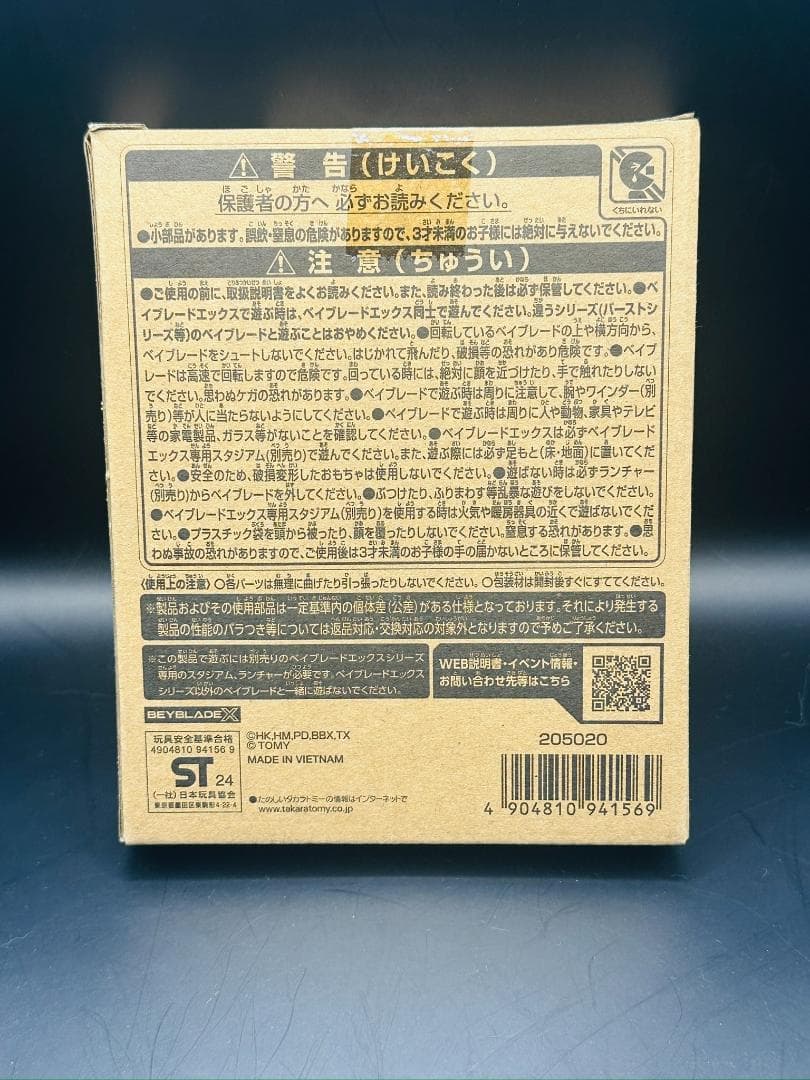 ⚠警告(けいこく)
くちにいれない
保護者の方へ 必ずお読みください。
●小部品があります。誤飲・窒息の危険がありますので、3才未満のお子様には絶対に与えないでください。
⚠注意(ちゅうい)
●ご使用の前に、取扱説明書をよくお読みください。また、読み終わった後は必ず保管してください。●ベ
イブレードエックスで遊ぶ時は、ベイブレードエックス同士で遊んでください。違うシリーズ(バーストシ
リーズ等)のベイブレードと遊ぶことはおやめください。●回転しているベイブレードの上や横方向から、
ベイブレードをシュートしないでください。はじかれて飛んだり、破損等の恐れがあり危険です。●ベイブ
レードは高速で回転しますので危険です。回っている時には、絶対に顔を近づけたり、手で触れたりしない
でください。思わぬケガの恐れがあります。●ベイブレードで遊ぶ時は周りに注意して、腕やワインダー(別
売り)等が人に当たらないようにしてください。●ベイブレードで遊ぶ時は周りに人や動物、家具やテレビ
等の家電製品、ガラス等がないことを確認してください。●ベイブレードエックスは必ずベイブレード
エックス専用スタジアム(別売り)で遊んでください。また、遊ぶ際には必ず足もと(床・地面)に置いてくだ
さい。●安全のため、破損変形したおもちゃは使用しないでください。●遊ばない時は必ずランチャー
(別売り)からベイブレードを外してください。●ぶつけたり、ふりまわす等乱暴な遊びをしないでください。
●ベイブレードエックス専用スタジアム(別売り)を使用する時は火気や暖房器具の近くで遊ばないでくだ
さい。●プラスチック袋を頭から被ったり、顔を覆ったりしないでください。窒息する恐れがあります。●思
わぬ事故の恐れがありますので、ご使用後は3才未満のお子様の手の届かないところに保管してください。
〈使用上の注意〉○各パーツは無理に曲げたり引っ張ったりしないでください。○包装材は開封後すぐにすててください。
※製品およびその使用部品は一定基準内の個体差(公差)がある仕様となっております。それにより発生する
製品の性能のバラつき等については返品対応・交換対応の対象外となりますので予めご了承ください。
※この製品で遊ぶには別売りのベイブレードエックスシリーズ
専用のスタジアム、ランチャーが必要です。ベイブレードエックス
シリーズ以外のベイブレードと一緒に遊ばないでください。
WEB説明書・イベント情報・
お問い合わせ先等はこちら
BEYBLADE X
玩具安全基準合格
4904810 94156 9
ST 24
(一社)日本玩具協会
東京都墨田区東駒形4-22-4
©HK,HM,PD,BBX,TX
© TOMY
MADE IN VIETNAM
●たのしいタカラトミーの情報はインターネットで
www.takaratomy.co.jp
205020
4 904810 941569